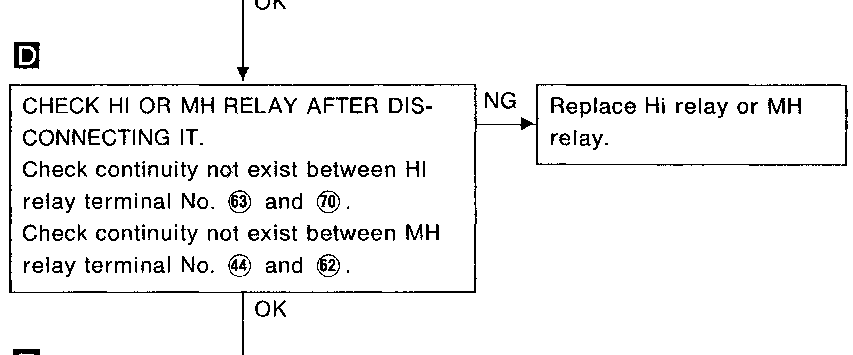 OK
D
CHECK HI OR MH RELAY AFTER DIS-
CONNECTING IT.
Check continuity not exist between HI
relay terminal No. 63 and 70.
Check continuity not exist between MH
relay terminal No. 44 and 62.
NG
Replace Hi relay or MH
relay.
OK